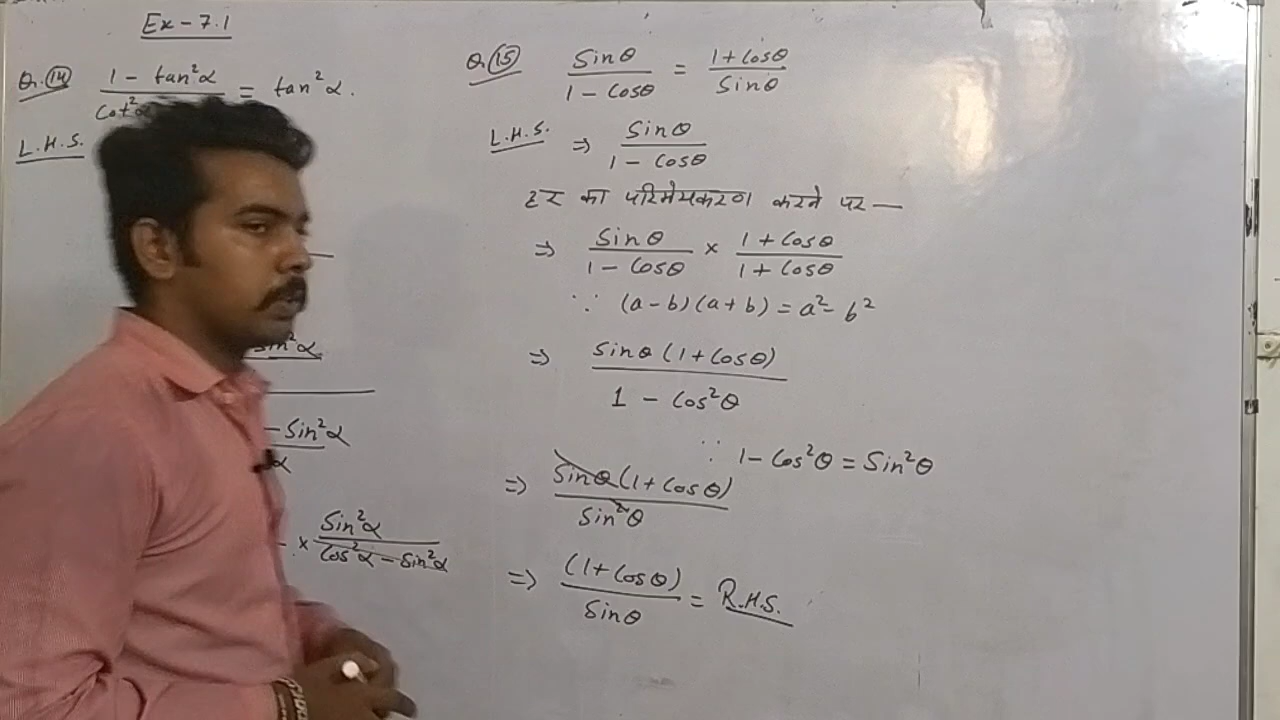 Ex - 7.1
Q.14 1 - tan²α / cot²α = tan²α.
L.H.S.
sin²α
- sin²α / α
× sin²α / cos²α - sin²α
Q.15 sinθ / 1 - cosθ = 1 + cosθ / sinθ
L.H.S. ⇒ sinθ / 1 - cosθ
हर का परिमेयकरण करने पर —
⇒ sinθ / 1 - cosθ × 1 + cosθ / 1 + cosθ
∵ (a - b) (a + b) = a² - b²
⇒ sinθ (1 + cosθ) / 1 - cos²θ
∵ 1 - cos²θ = sin²θ
⇒ sinθ (1 + cosθ) / sin²θ
⇒ (1 + cosθ) / sinθ = R.H.S.